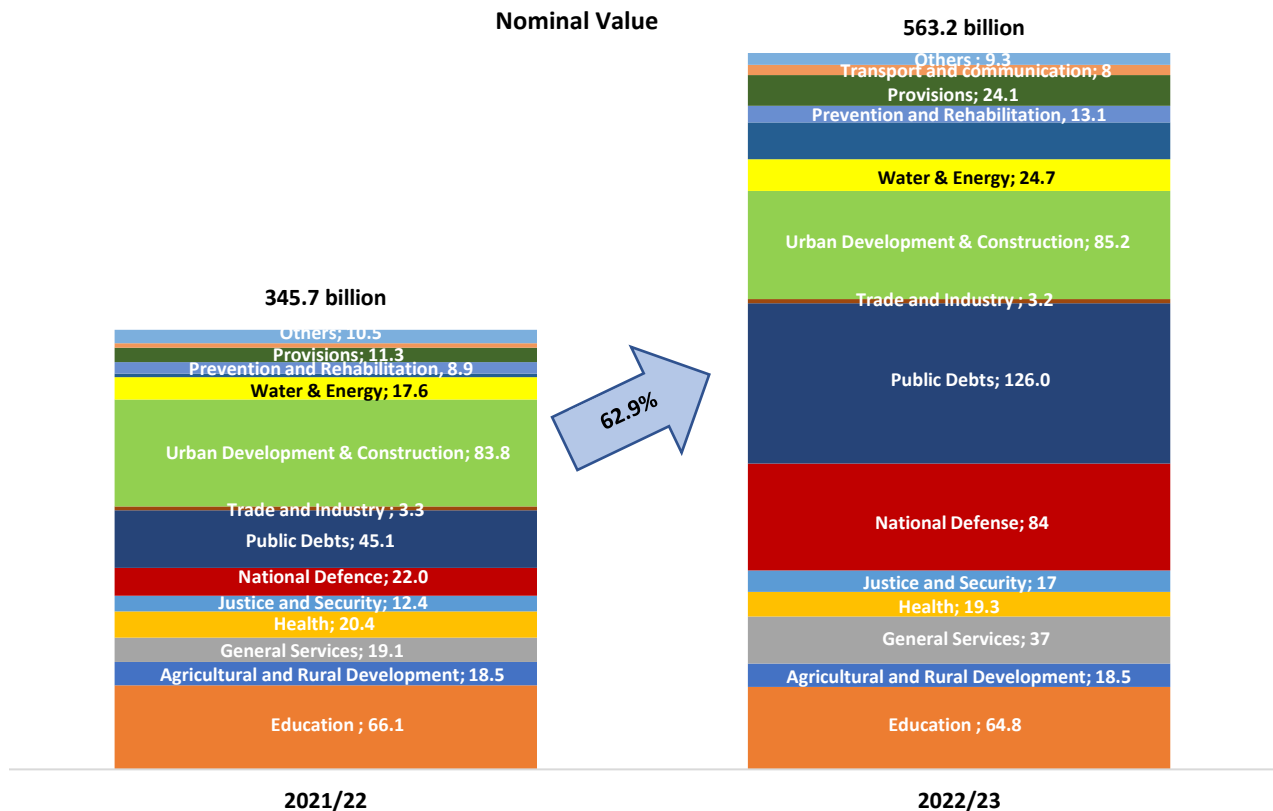 Nominal Value
345.7 billion
Others; 10.5
Provisions; 11.3
Prevention and Rehabilitation, 8.9
Water & Energy; 17.6
Urban Development & Construction; 83.8
Trade and Industry ; 3.3
Public Debts; 45.1
National Defence; 22.0
Justice and Security; 12.4
Health; 20.4
General Services; 19.1
Agricultural and Rural Development; 18.5
Education ; 66.1
2021/22
62.9%
563.2 billion
Others ; 9.3
Transport and communication; 8
Provisions; 24.1
Prevention and Rehabilitation, 13.1
Water & Energy; 24.7
Urban Development & Construction; 85.2
Trade and Industry ; 3.2
Public Debts; 126.0
National Defense; 84
Justice and Security; 17
Health; 19.3
General Services; 37
Agricultural and Rural Development; 18.5
Education ; 64.8
2022/23